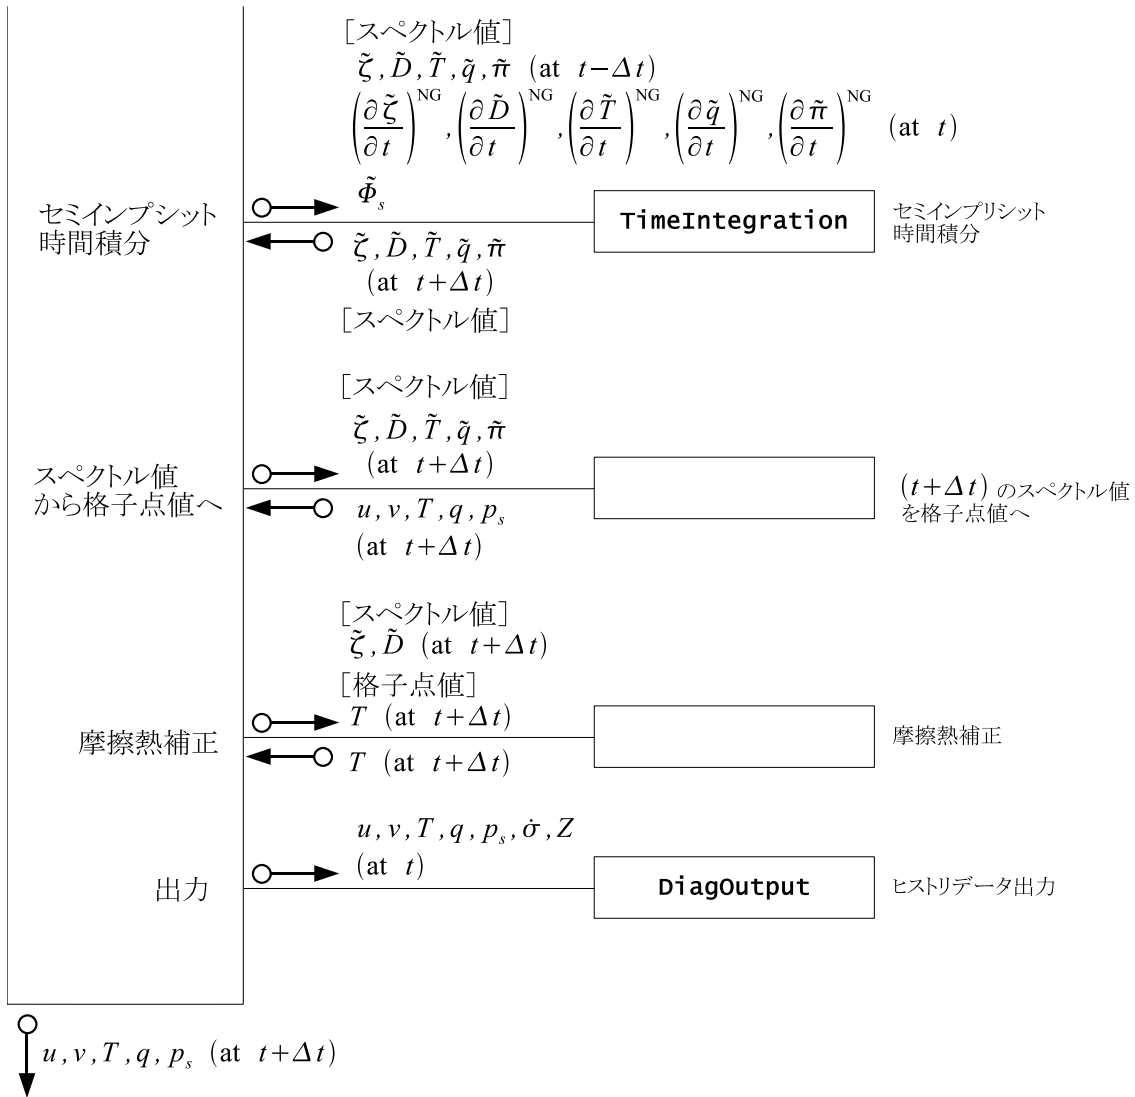 [スペクトル値]
ζ̃, D̃, T̃, q̃, π̃ (at t−Δt)
(∂ζ̃/∂t)^NG, (∂D̃/∂t)^NG, (∂T̃/∂t)^NG, (∂q̃/∂t)^NG, (∂π̃/∂t)^NG (at t)
Φ̃_s
セミインプシット
時間積分
TimeIntegration
セミインプリシット
時間積分
ζ̃, D̃, T̃, q̃, π̃
(at t+Δt)
[スペクトル値]
[スペクトル値]
ζ̃, D̃, T̃, q̃, π̃
(at t+Δt)
スペクトル値
から格子点値へ
(t+Δt) のスペクトル値
を格子点値へ
u, v, T, q, p_s
(at t+Δt)
[スペクトル値]
ζ̃, D̃ (at t+Δt)
[格子点値]
T (at t+Δt)
摩擦熱補正
摩擦熱補正
T (at t+Δt)
u, v, T, q, p_s, σ̇, Z
(at t)
出力
DiagOutput
ヒストリデータ出力
u, v, T, q, p_s (at t+Δt)